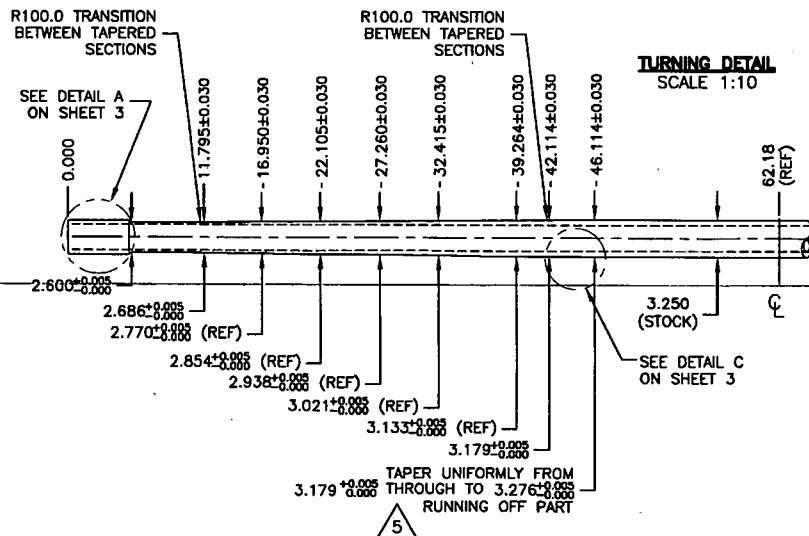 R100.0 TRANSITION
BETWEEN TAPERED
SECTIONS
R100.0 TRANSITION
BETWEEN TAPERED
SECTIONS
TURNING DETAIL
SCALE 1:10
SEE DETAIL A
ON SHEET 3
0.000
11.795±0.030
16.950±0.030
22.105±0.030
27.260±0.030
32.415±0.030
39.264±0.030
42.114±0.030
46.114±0.030
62.18
(REF)
2.600+0.005-0.000
2.686+0.005-0.000
2.770+0.005-0.000 (REF)
2.854+0.005-0.000 (REF)
2.938+0.005-0.000 (REF)
3.021+0.005-0.000 (REF)
3.133+0.005-0.000 (REF)
3.179+0.005-0.000
3.250
(STOCK)
℄
SEE DETAIL C
ON SHEET 3
TAPER UNIFORMLY FROM
3.179+0.005 0.000 THROUGH TO 3.276+0.005-0.000
RUNNING OFF PART
5